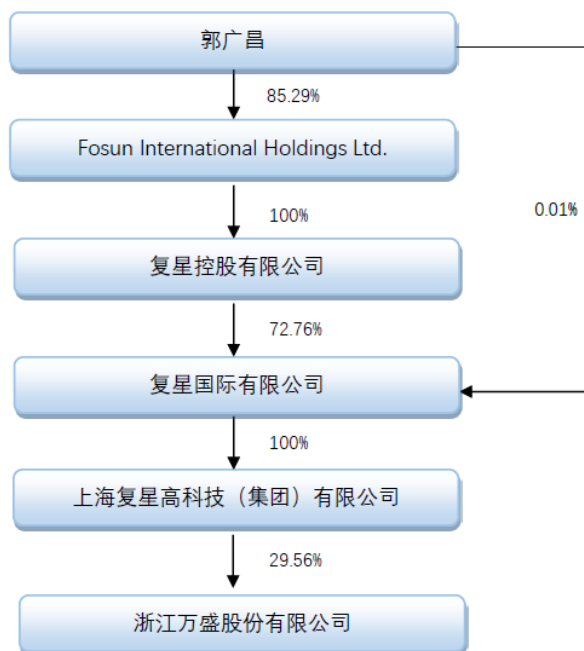 郭广昌
85.29%
Fosun International Holdings Ltd.
100%
0.01%
复星控股有限公司
72.76%
复星国际有限公司
100%
上海复星高科技（集团）有限公司
29.56%
浙江万盛股份有限公司